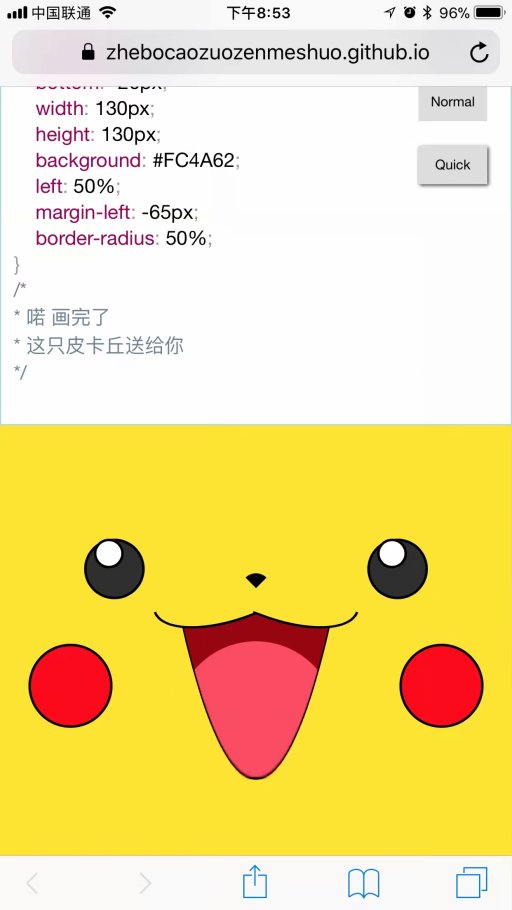 中国联通
下午8:53
96%
zhebocaozuozenmeshuo.github.io
width: 130px;
height: 130px;
background: #FC4A62;
left: 50%;
margin-left: -65px;
border-radius: 50%;
}
/*
* 喏 画完了
* 这只皮卡丘送给你
*/
Normal
Quick